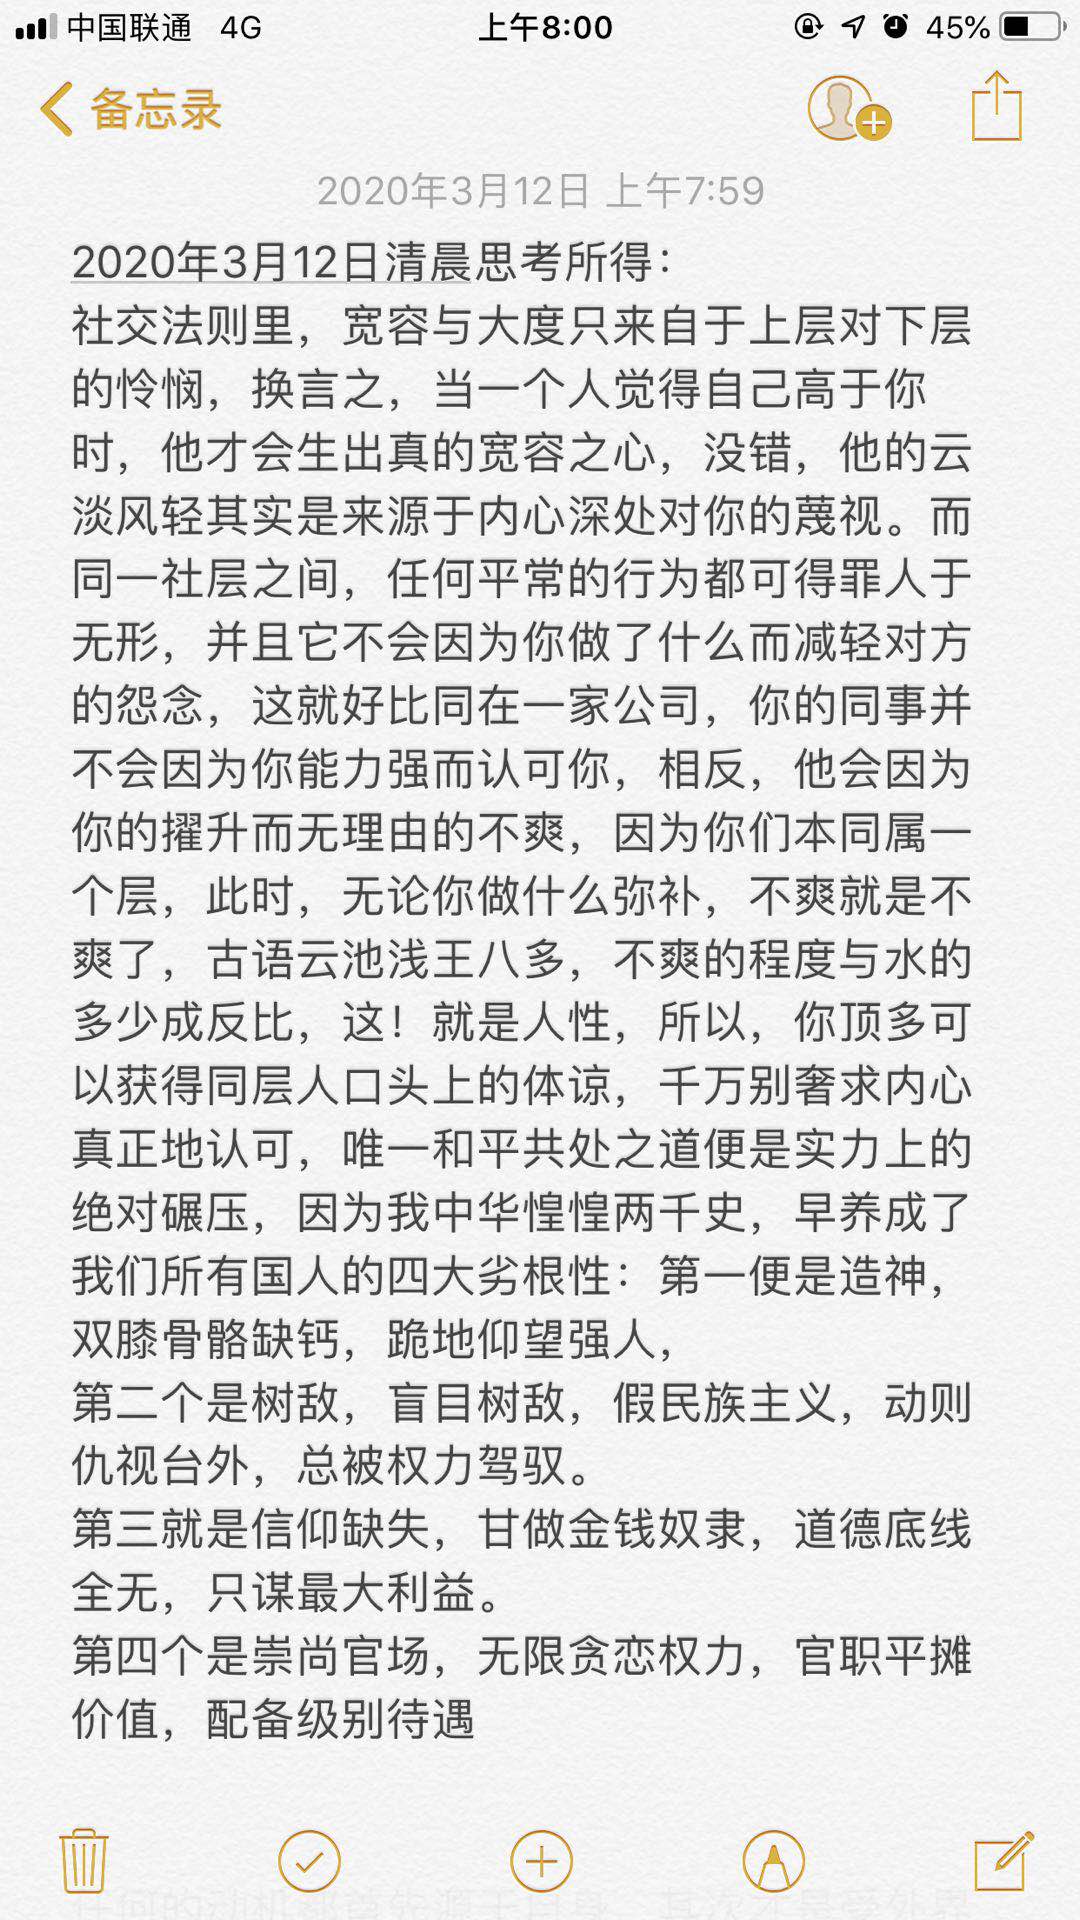 中国联通 4G 上午8:00 45%
备忘录
2020年3月12日 上午7:59
2020年3月12日清晨思考所得：
社交法则里，宽容与大度只来自于上层对下层
的怜悯，换言之，当一个人觉得自己高于你
时，他才会生出真的宽容之心，没错，他的云
淡风轻其实是来源于内心深处对你的蔑视。而
同一社层之间，任何平常的行为都可得罪人于
无形，并且它不会因为你做了什么而减轻对方
的怨念，这就好比同在一家公司，你的同事并
不会因为你能力强而认可你，相反，他会因为
你的擢升而无理由的不爽，因为你们本同属一
个层，此时，无论你做什么弥补，不爽就是不
爽了，古语云池浅王八多，不爽的程度与水的
多少成反比，这！就是人性，所以，你顶多可
以获得同层人口头上的体谅，千万别奢求内心
真正地认可，唯一和平共处之道便是实力上的
绝对碾压，因为我中华惶惶两千史，早养成了
我们所有国人的四大劣根性：第一便是造神，
双膝骨骼缺钙，跪地仰望强人，
第二个是树敌，盲目树敌，假民族主义，动则
仇视台外，总被权力驾驭。
第三就是信仰缺失，甘做金钱奴隶，道德底线
全无，只谋最大利益。
第四个是崇尚官场，无限贪恋权力，官职平摊
价值，配备级别待遇